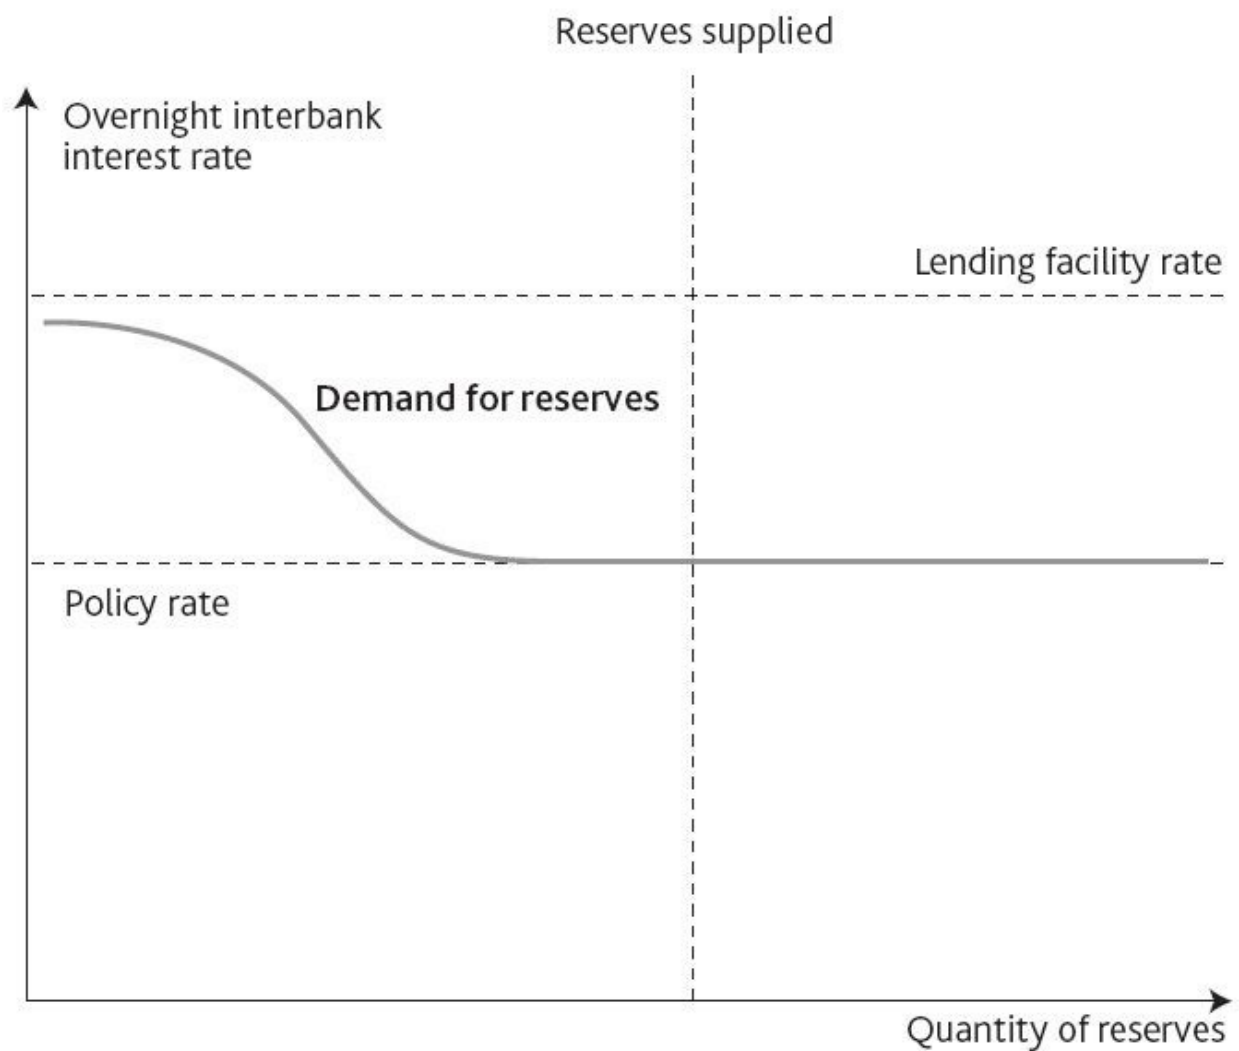 Reserves supplied
Overnight interbank
interest rate
Lending facility rate
Demand for reserves
Policy rate
Quantity of reserves